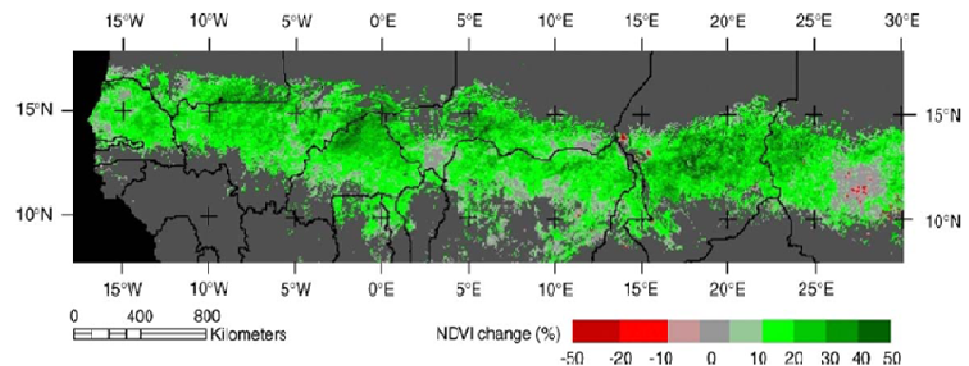 15°W 10°W 5°W 0°E 5°E 10°E 15°E 20°E 25°E 30°E
15°N 15°N
10°N 10°N
15°W 10°W 5°W 0°E 5°E 10°E 15°E 20°E 25°E
0 400 800
Kilometers
NDVI change (%)
-50 -20 -10 0 10 20 30 40 50